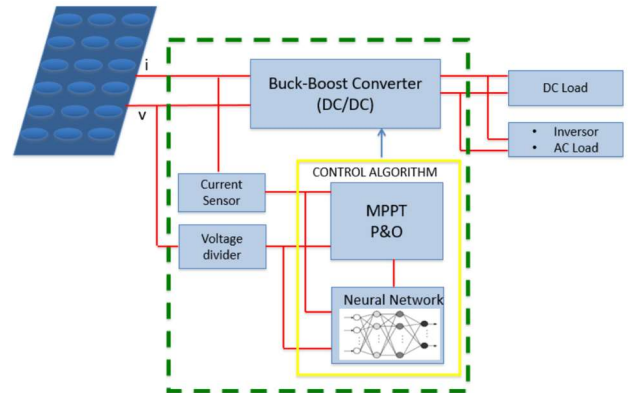 i
v
Buck-Boost Converter
(DC/DC)
DC Load
• Inversor
• AC Load
CONTROL ALGORITHM
Current
Sensor
MPPT
P&O
Voltage
divider
Neural Network